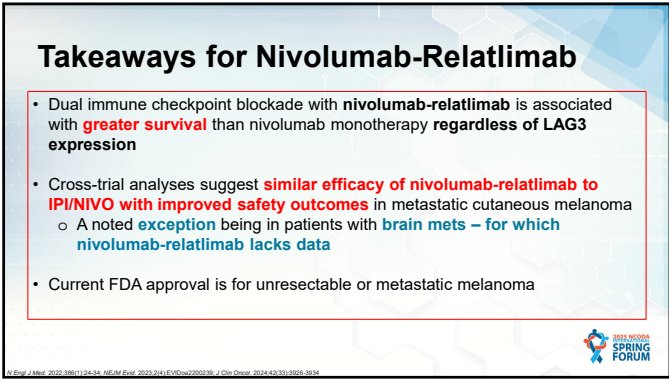 Takeaways for Nivolumab-Relatlimab
• Dual immune checkpoint blockade with nivolumab-relatlimab is associated
with greater survival than nivolumab monotherapy regardless of LAG3
expression
• Cross-trial analyses suggest similar efficacy of nivolumab-relatlimab to
IPI/NIVO with improved safety outcomes in metastatic cutaneous melanoma
o A noted exception being in patients with brain mets – for which
nivolumab-relatlimab lacks data
• Current FDA approval is for unresectable or metastatic melanoma
2025 NCODA
INTERNATIONAL
SPRING
FORUM
N Engl J Med. 2022;386(1):24-34; NEJM Evid. 2023;2(4):EVIDoa2200239; J Clin Oncol. 2024;42(33):3926-3934